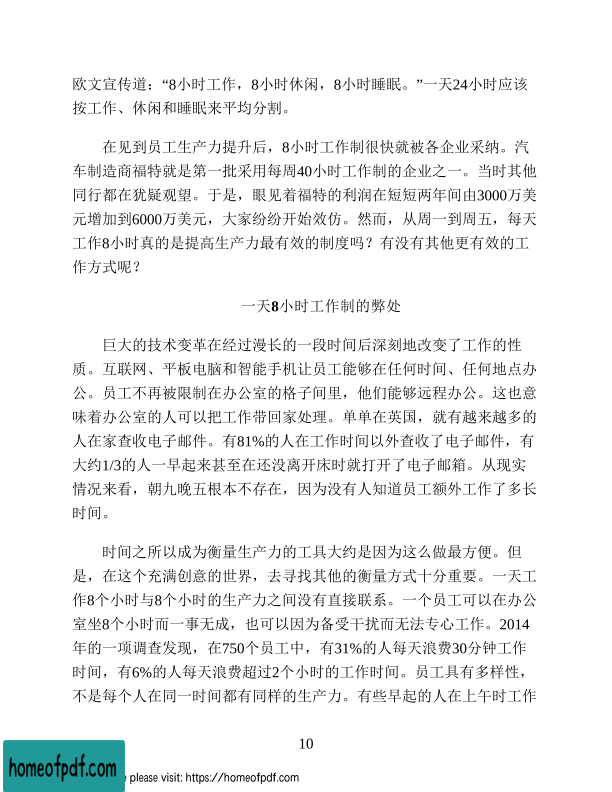 欧文宣传道：“8小时工作，8小时休闲，8小时睡眠。”一天24小时应该
按工作、休闲和睡眠来平均分割。
在见到员工生产力提升后，8小时工作制很快就被各企业采纳。汽
车制造商福特就是第一批采用每周40小时工作制的企业之一。当时其他
同行都在犹疑观望。于是，眼见着福特的利润在短短两年间由3000万美
元增加到6000万美元，大家纷纷开始效仿。然而，从周一到周五，每天
工作8小时真的是提高生产力最有效的制度吗？有没有其他更有效的工
作方式呢？
一天8小时工作制的弊处
巨大的技术变革在经过漫长的一段时间后深刻地改变了工作的性
质。互联网、平板电脑和智能手机让员工能够在任何时间、任何地点办
公。员工不再被限制在办公室的格子间里，他们能够远程办公。这也意
味着办公室的人可以把工作带回家处理。单单在英国，就有越来越多的
人在家查收电子邮件。有81%的人在工作时间以外查收了电子邮件，有
大约1/3的人一早起来甚至在还没离开床时就打开了电子邮箱。从现实
情况来看，朝九晚五根本不存在，因为没有人知道员工额外工作了多长
时间。
时间之所以成为衡量生产力的工具大约是因为这么做最方便。但
是，在这个充满创意的世界，去寻找其他的衡量方式十分重要。一天工
作8个小时与8个小时的生产力之间没有直接联系。一个员工可以在办公
室坐8个小时而一事无成，也可以因为备受干扰而无法专心工作。2014
年的一项调查发现，在750个员工中，有31%的人每天浪费30分钟工作
时间，有6%的人每天浪费超过2个小时的工作时间。员工具有多样性，
不是每个人在同一时间都有同样的生产力。有些早起的人在上午时工作
10
homeofpdf.com
please visit: https://homeofpdf.com